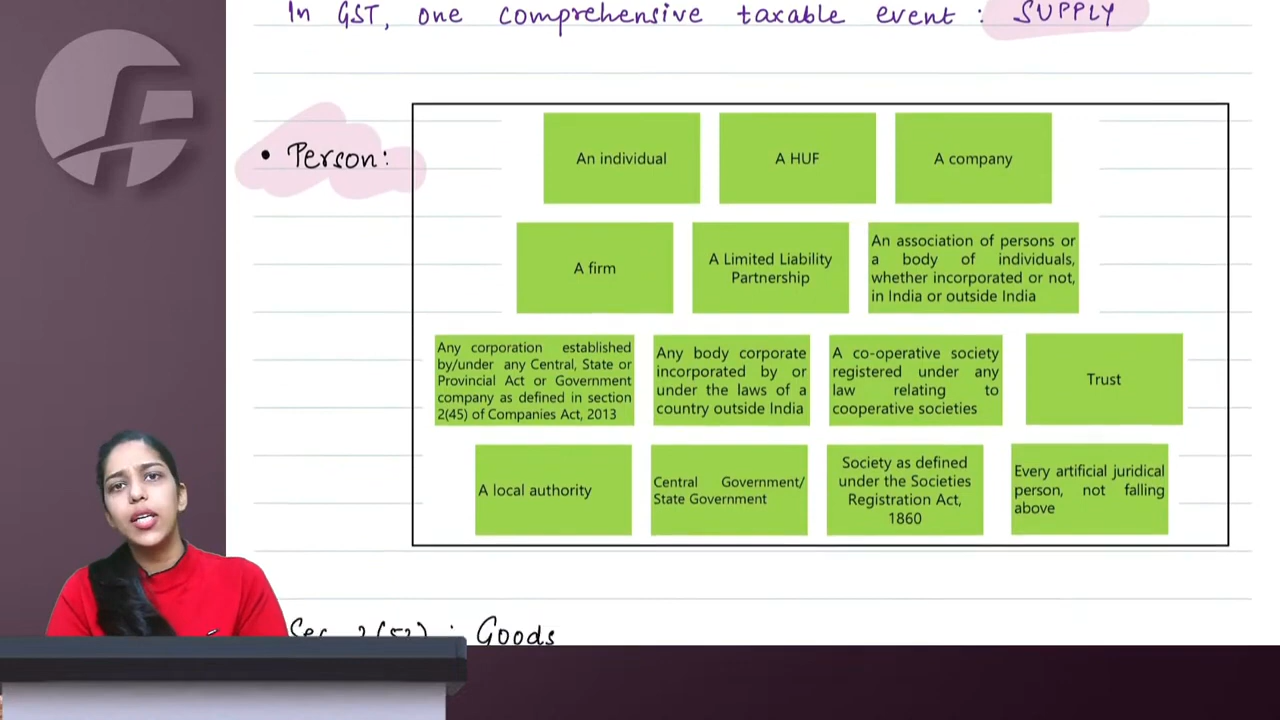 In GST, one comprehensive taxable event : SUPPLY
• Person:
An individual
A HUF
A company
A firm
A Limited Liability
Partnership
An association of persons or
a body of individuals,
whether incorporated or not,
in India or outside India
Any corporation established
by/under any Central, State or
Provincial Act or Government
company as defined in section
2(45) of Companies Act, 2013
Any body corporate
incorporated by or
under the laws of a
country outside India
A co-operative society
registered under any
law relating to
cooperative societies
Trust
A local authority
Central Government/
State Government
Society as defined
under the Societies
Registration Act,
1860
Every artificial juridical
person, not falling
above
Sec 2(52) : Goods